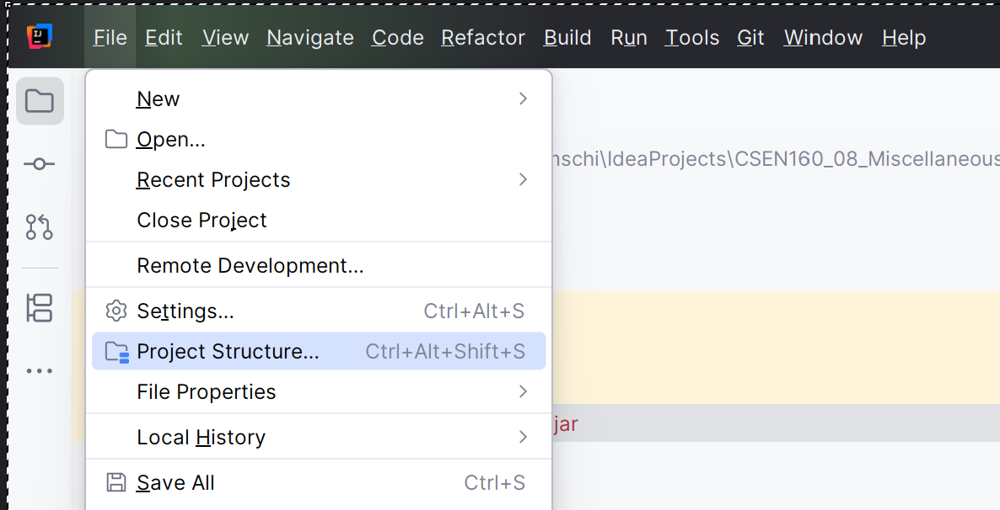 File Edit View Navigate Code Refactor Build Run Tools Git Window Help
New
Open...
\IdeaProjects\CSEN160_08_Miscellaneous
Recent Projects
Close Project
Remote Development...
Settings... Ctrl+Alt+S
Project Structure... Ctrl+Alt+Shift+S
File Properties
jar
Local History
Save All Ctrl+S